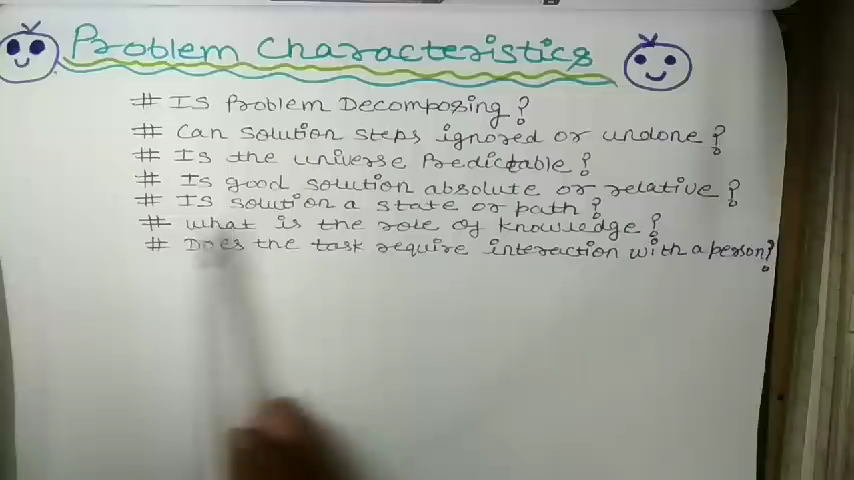 Problem Characteristics
# Is Problem Decomposing?
# Can solution steps ignored or undone?
# Is the universe Predictable?
# Is good solution absolute or relative?
# Is solution a state or path?
# what is the role of knowledge?
# Does the task require interaction with a person?